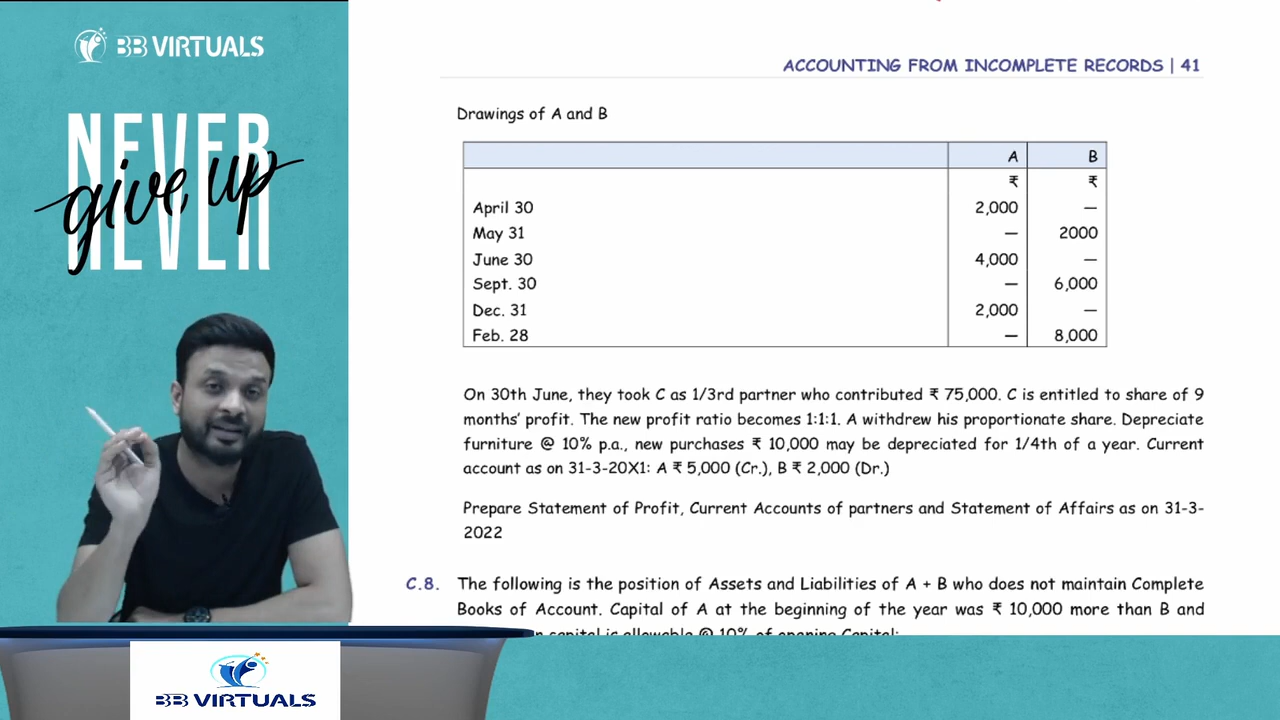 BB VIRTUALS
NEVER
give up
NEVER
ACCOUNTING FROM INCOMPLETE RECORDS | 41
Drawings of A and B
A B
₹ ₹
April 30 2,000 —
May 31 — 2000
June 30 4,000 —
Sept. 30 — 6,000
Dec. 31 2,000 —
Feb. 28 — 8,000
On 30th June, they took C as 1/3rd partner who contributed ₹ 75,000. C is entitled to share of 9
months' profit. The new profit ratio becomes 1:1:1. A withdrew his proportionate share. Depreciate
furniture @ 10% p.a., new purchases ₹ 10,000 may be depreciated for 1/4th of a year. Current
account as on 31-3-20X1: A ₹ 5,000 (Cr.), B ₹ 2,000 (Dr.)
Prepare Statement of Profit, Current Accounts of partners and Statement of Affairs as on 31-3-
2022
C.8. The following is the position of Assets and Liabilities of A + B who does not maintain Complete
Books of Account. Capital of A at the beginning of the year was ₹ 10,000 more than B and
capital is allowable @ 10% of opening Capital:
BB VIRTUALS